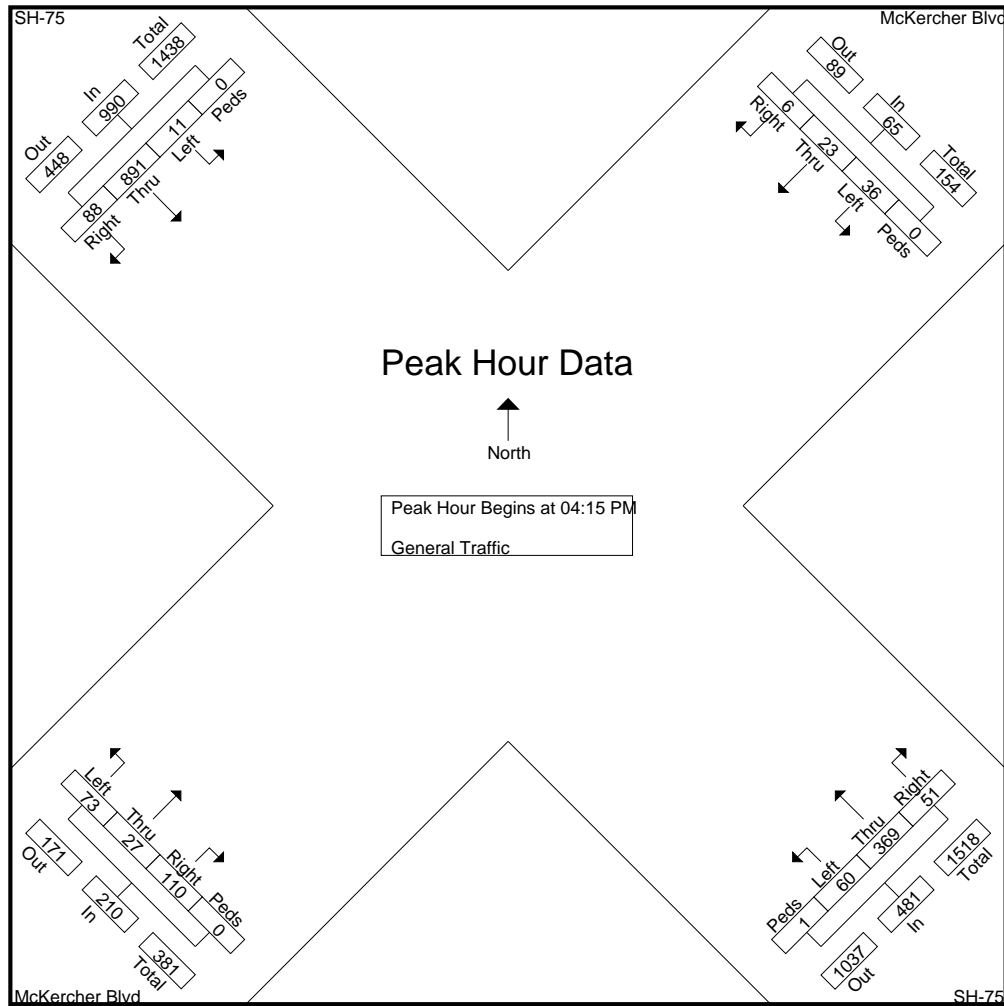 SH-75
Out
448
In
990
Total
1438
88
891
11
0
Right
Thru
Left
Peds
McKercher Blvd
Out
89
In
65
Total
154
6
23
36
0
Right
Thru
Left
Peds
Peak Hour Data
North
Peak Hour Begins at 04:15 PM
General Traffic
Left
Thru
Right
Peds
73
27
110
0
171
Out
210
In
381
Total
McKercher Blvd
Peds
Left
Thru
Right
1
60
369
51
1037
Out
481
In
1518
Total
SH-75